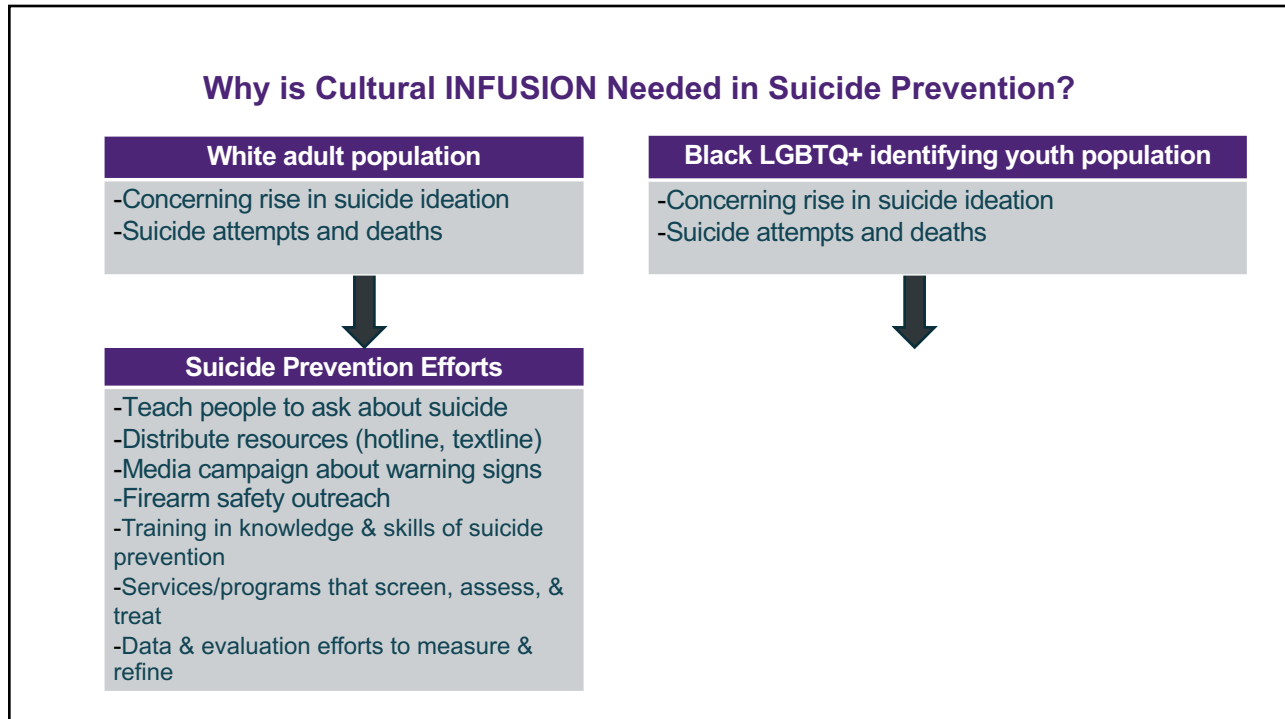 Why is Cultural INFUSION Needed in Suicide Prevention?
White adult population
-Concerning rise in suicide ideation
-Suicide attempts and deaths
Black LGBTQ+ identifying youth population
-Concerning rise in suicide ideation
-Suicide attempts and deaths
Suicide Prevention Efforts
-Teach people to ask about suicide
-Distribute resources (hotline, textline)
-Media campaign about warning signs
-Firearm safety outreach
-Training in knowledge & skills of suicide
prevention
-Services/programs that screen, assess, &
treat
-Data & evaluation efforts to measure &
refine